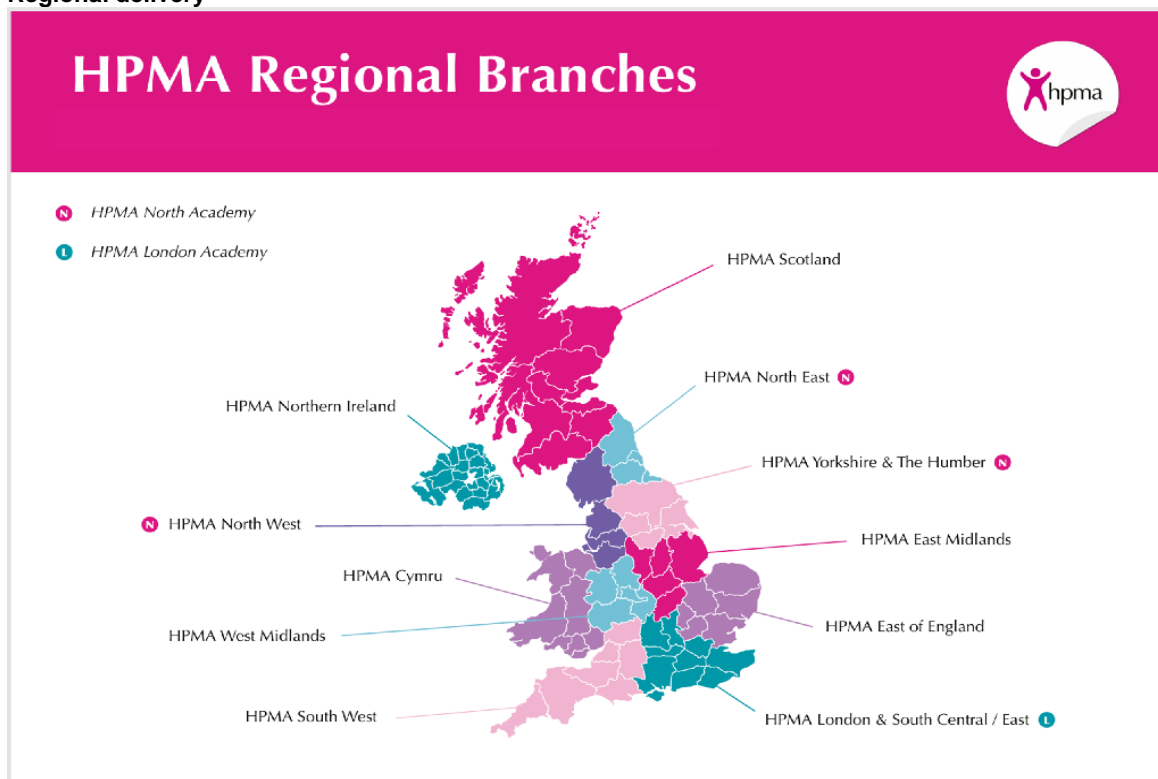 Regional delivery
HPMA Regional Branches
hpma
N HPMA North Academy
L HPMA London Academy
HPMA Scotland
HPMA North East N
HPMA Northern Ireland
HPMA Yorkshire & The Humber N
N HPMA North West
HPMA East Midlands
HPMA Cymru
HPMA East of England
HPMA West Midlands
HPMA South West
HPMA London & South Central / East L